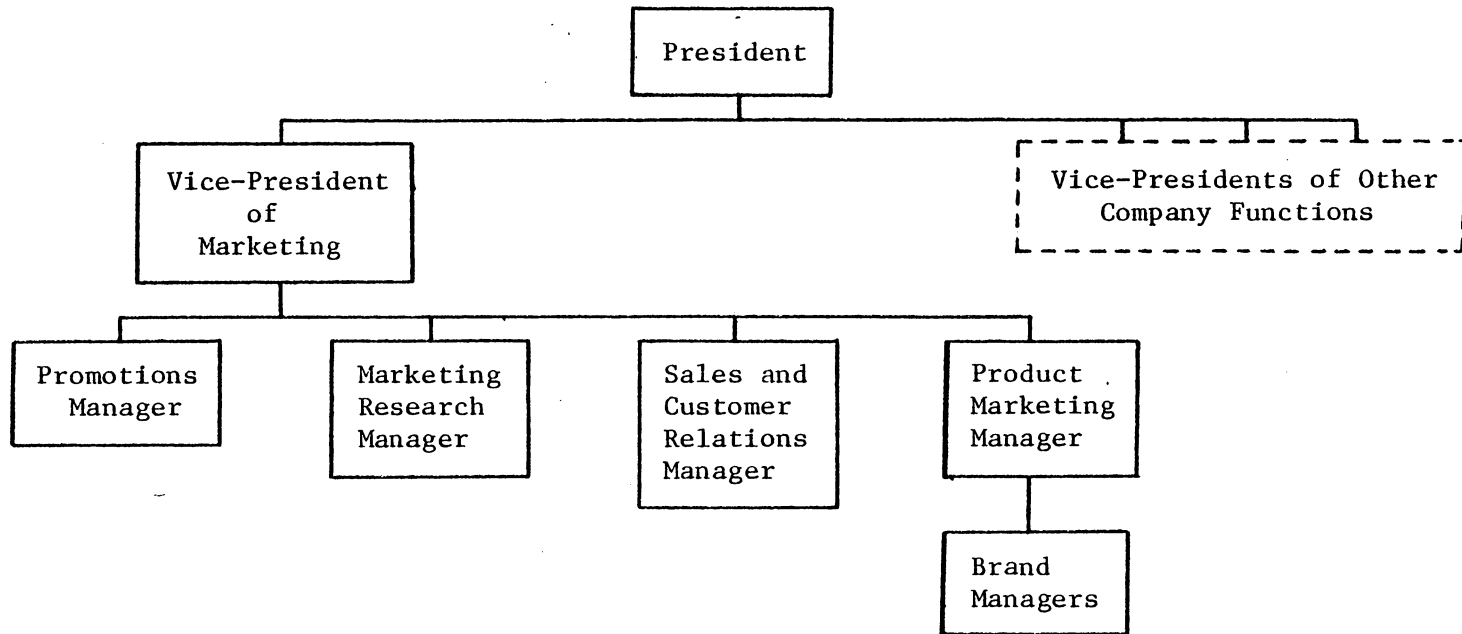 President
Vice-President
of
Marketing
Vice-Presidents of Other
Company Functions
Promotions
Manager
Marketing
Research
Manager
Sales and
Customer
Relations
Manager
Product
Marketing
Manager
Brand
Managers